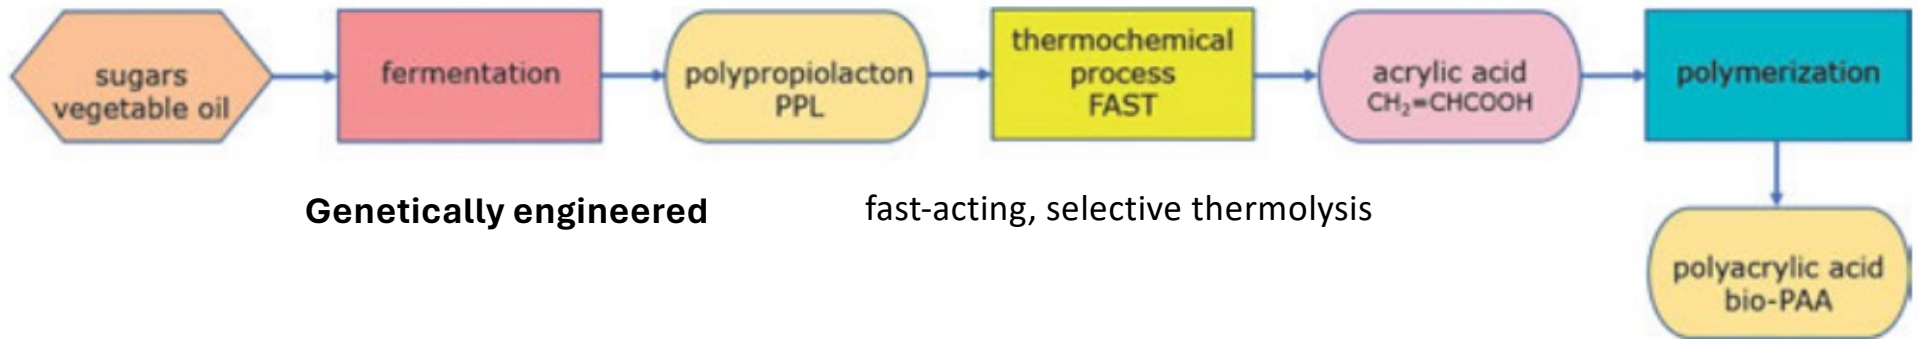 sugars
vegetable oil
fermentation
polypropiolacton
PPL
thermochemical
process
FAST
acrylic acid
CH₂=CHCOOH
polymerization
Genetically engineered
fast-acting, selective thermolysis
polyacrylic acid
bio-PAA